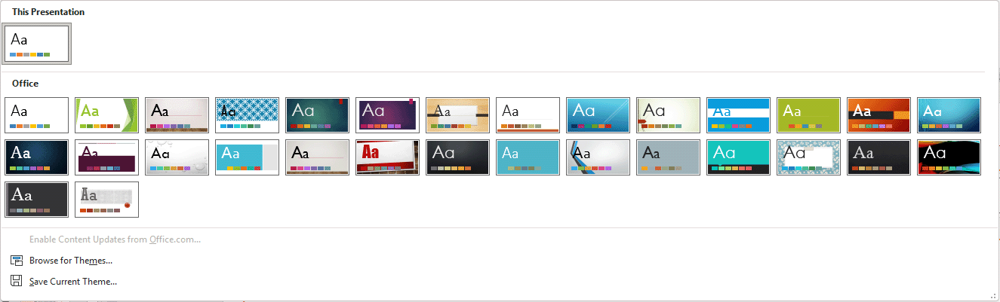 This Presentation
Aa
Office
Aa Aa Aa Aa Aa Aa Aa Aa Aa Aa Aa Aa Aa Aa
Aa Aa Aa Aa Aa Aa Aa Aa Aa Aa Aa Aa Aa Aa
Aa Aa
Enable Content Updates from Office.com...
Browse for Themes...
Save Current Theme...